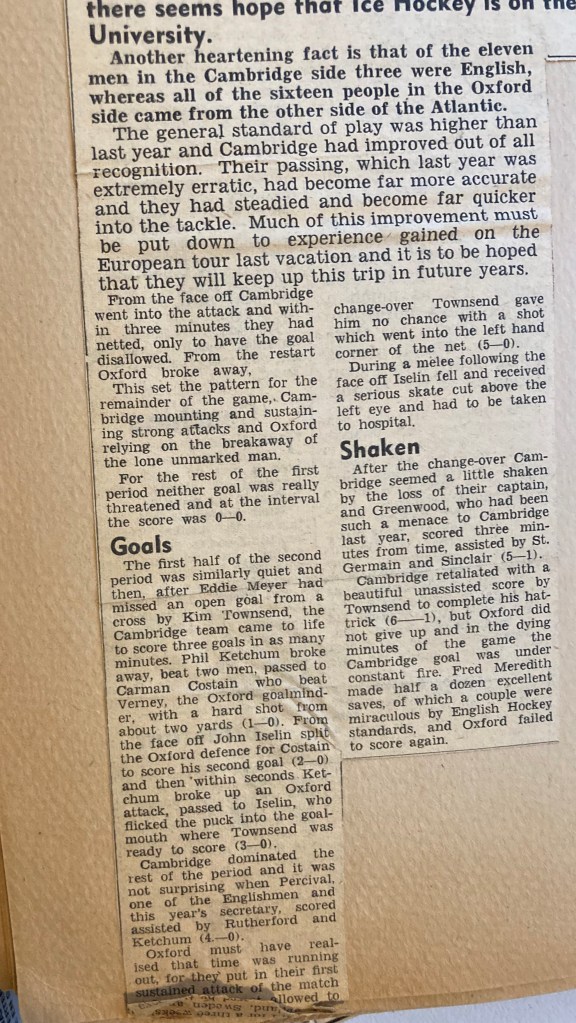 there seems hope that Ice Hockey is on the
University.
Another heartening fact is that of the eleven
men in the Cambridge side three were English,
whereas all of the sixteen people in the Oxford
side came from the other side of the Atlantic.
The general standard of play was higher than
last year and Cambridge had improved out of all
recognition. Their passing, which last year was
extremely erratic, had become far more accurate
and they had steadied and become far quicker
into the tackle. Much of this improvement must
be put down to experience gained on the
European tour last vacation and it is to be hoped
that they will keep up this trip in future years.
From the face off Cambridge
went into the attack and with-
in three minutes they had
netted, only to have the goal
disallowed. From the restart
Oxford broke away,
This set the pattern for the
remainder of the game, Cam-
bridge mounting and sustain-
ing strong attacks and Oxford
relying on the breakaway of
the lone unmarked man.
For the rest of the first
period neither goal was really
threatened and at the interval
the score was 0—0.
Goals
The first half of the second
period was similarly quiet and
then, after Eddie Meyer had
missed an open goal from a
cross by Kim Townsend, the
Cambridge team came to life
to score three goals in as many
minutes. Phil Ketchum broke
away, beat two men, passed to
Carman Costain who beat
Verney, the Oxford goalmind-
er, with a hard shot from
about two yards (1—0). From
the face off John Iselin split
the Oxford defence for Costain
to score his second goal (2—0)
and then within seconds Ket-
chum broke up an Oxford
attack, passed to Iselin, who
flicked the puck into the goal-
mouth where Townsend was
ready to score (3—0).
Cambridge dominated the
rest of the period and it was
not surprising when Percival,
one of the Englishmen and
this year's secretary, scored
assisted by Rutherford and
Ketchum (4.—0).
Oxford must have real-
ised that time was running
out, for they put in their first
sustained attack of the match
allowed to
change-over Townsend gave
him no chance with a shot
which went into the left hand
corner of the net (5—0).
During a melee following the
face off Iselin fell and received
a serious skate cut above the
left eye and had to be taken
to hospital.
Shaken
After the change-over Cam-
bridge seemed a little shaken
by the loss of their captain,
and Greenwood, who had been
such a menace to Cambridge
last year, scored three min-
utes from time, assisted by St.
Germain and Sinclair (5—1).
Cambridge retaliated with a
beautiful unassisted score by
Townsend to complete his hat-
trick (6——1), but Oxford did
not give up and in the dying
minutes of the game the
Cambridge goal was under
constant fire. Fred Meredith
made half a dozen excellent
saves, of which a couple were
miraculous by English Hockey
standards, and Oxford failed
to score again.